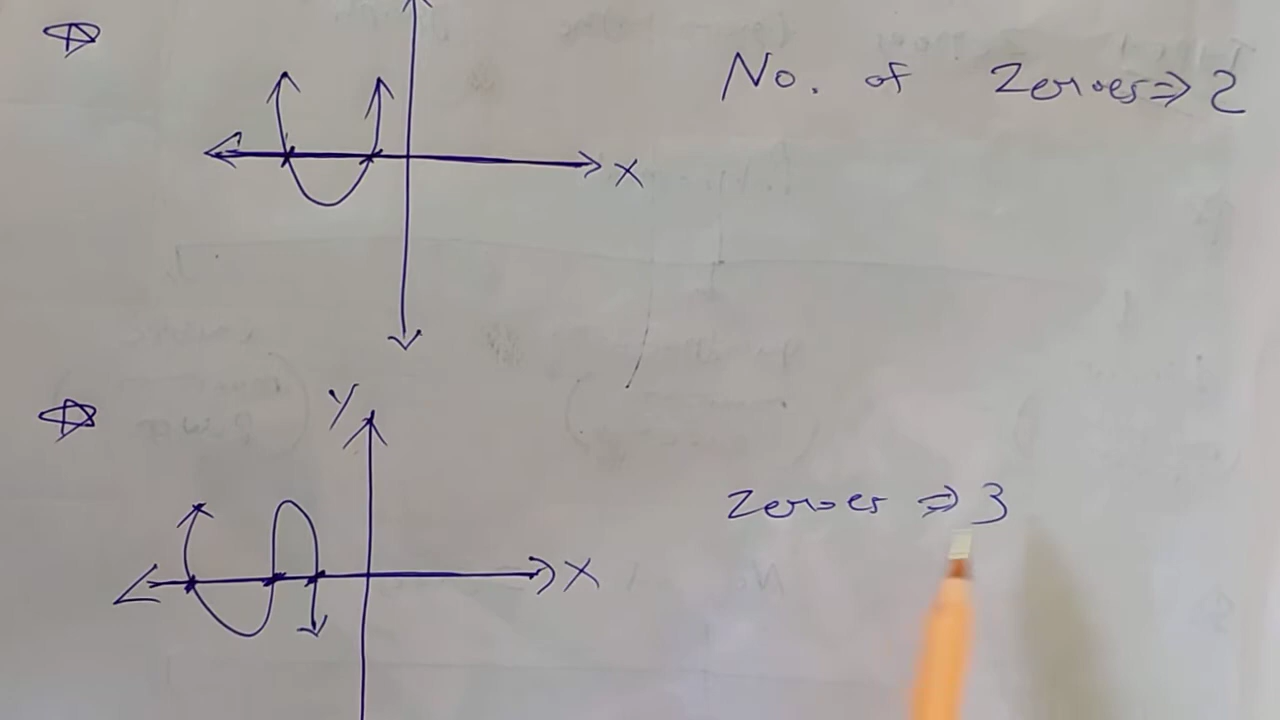 No. of Zeroes ⇒ 2
X
Y
Zeroes ⇒ 3
X